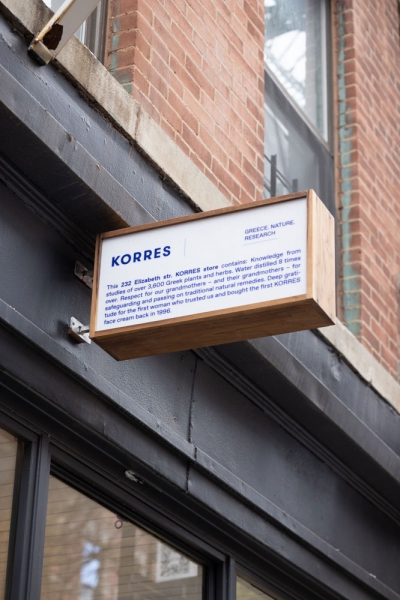 KORRES
GREECE. NATURE.
RESEARCH
This 232 Elizabeth str. KORRES store contains: Knowledge from
studies of over 3,600 Greek plants and herbs. Water distilled 8 times
over. Respect for our grandmothers – and their grandmothers – for
safeguarding and passing on traditional natural remedies. Deep grati-
tude for the first woman who trusted us and bought the first KORRES
face cream back in 1996.